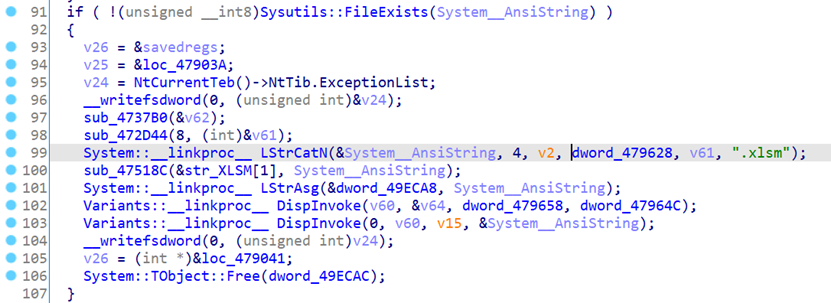 91 if ( !(unsigned __int8)Sysutils::FileExists(System__AnsiString) )
92 {
93 v26 = &savedregs;
94 v25 = &loc_47903A;
95 v24 = NtCurrentTeb()->NtTib.ExceptionList;
96 __writefsdword(0, (unsigned int)&v24);
97 sub_4737B0(&v62);
98 sub_472D44(8, (int)&v61);
99 System::__linkproc__ LStrCatN(&System__AnsiString, 4, v2, dword_479628, v61, ".xlsm");
100 sub_47518C(&str_XLSM[1], System__AnsiString);
101 System::__linkproc__ LStrAsg(&dword_49ECA8, System__AnsiString);
102 Variants::__linkproc__ DispInvoke(v60, &v64, dword_479658, dword_47964C);
103 Variants::__linkproc__ DispInvoke(0, v60, v15, &System__AnsiString);
104 __writefsdword(0, (unsigned int)v24);
105 v26 = (int *)&loc_479041;
106 System::TObject::Free(dword_49ECAC);
107 }